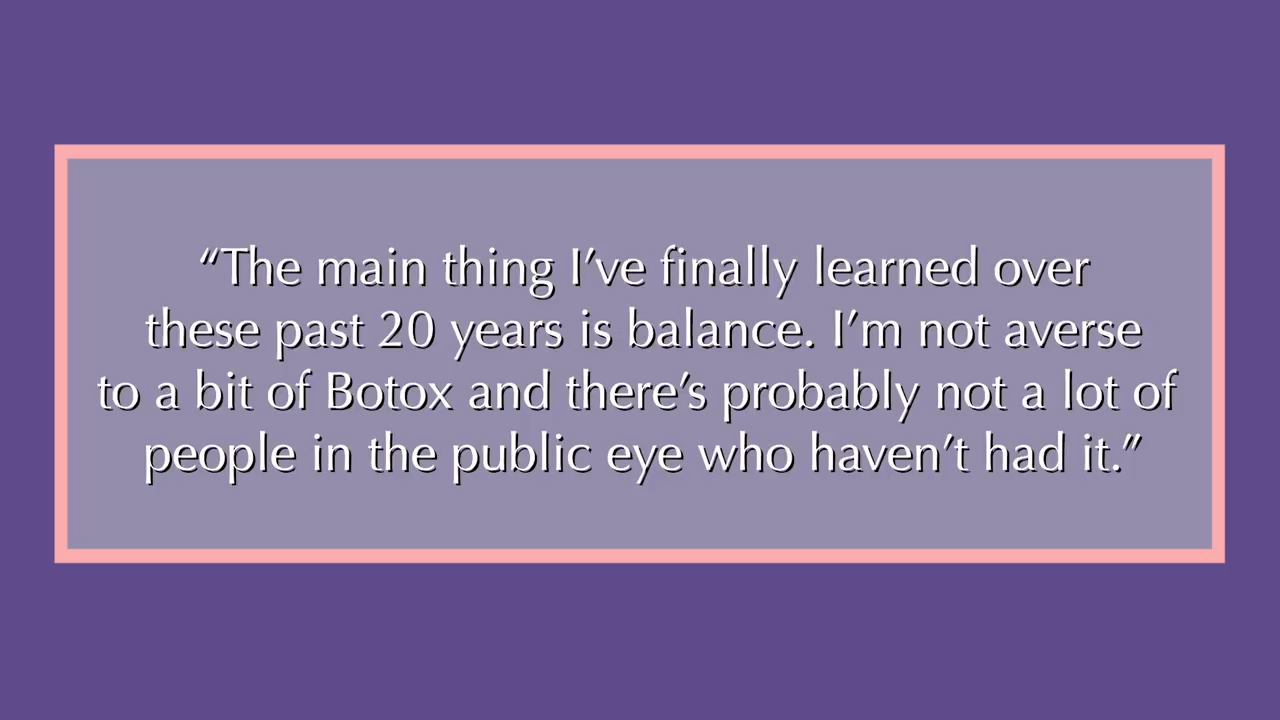 “The main thing I’ve finally learned over
these past 20 years is balance. I’m not averse
to a bit of Botox and there’s probably not a lot of
people in the public eye who haven’t had it.”